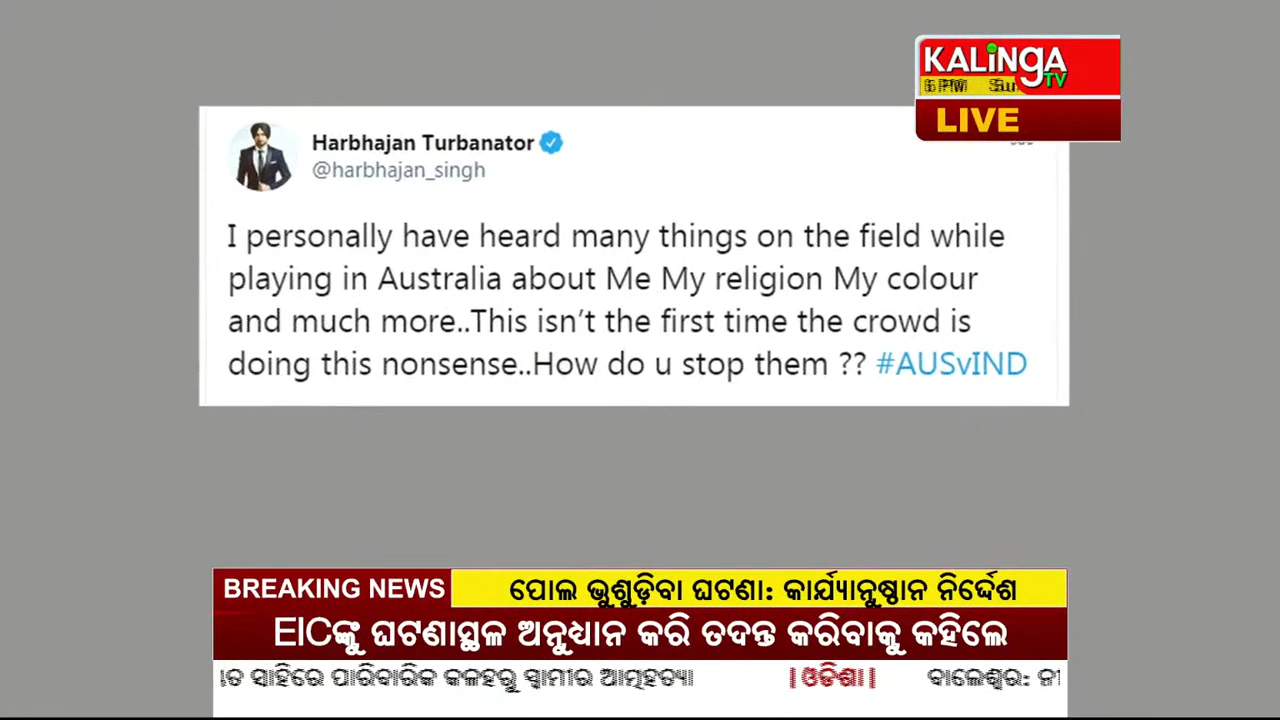 KALINGA
TV
6 PM
LIVE
Harbhajan Turbanator
@harbhajan_singh
I personally have heard many things on the field while
playing in Australia about Me My religion My colour
and much more..This isn't the first time the crowd is
doing this nonsense..How do u stop them ?? #AUSvIND
BREAKING NEWS
ପୋଲ ଭୁଶୁଡ଼ିବା ଘଟଣା: କାର୍ଯ୍ୟାନୁଷ୍ଠାନ ନିର୍ଦ୍ଦେଶ
EICଙ୍କୁ ଘଟଣାସ୍ଥଳ ଅନୁଧ୍ୟାନ କରି ତଦନ୍ତ କରିବାକୁ କହିଲେ
ସାହିରେ ପାରିବାରିକ କଳହରୁ ସ୍ୱାମୀର ଆତ୍ମହତ୍ୟା |ଓଡିଶା| ବାଲେଶ୍ୱର: